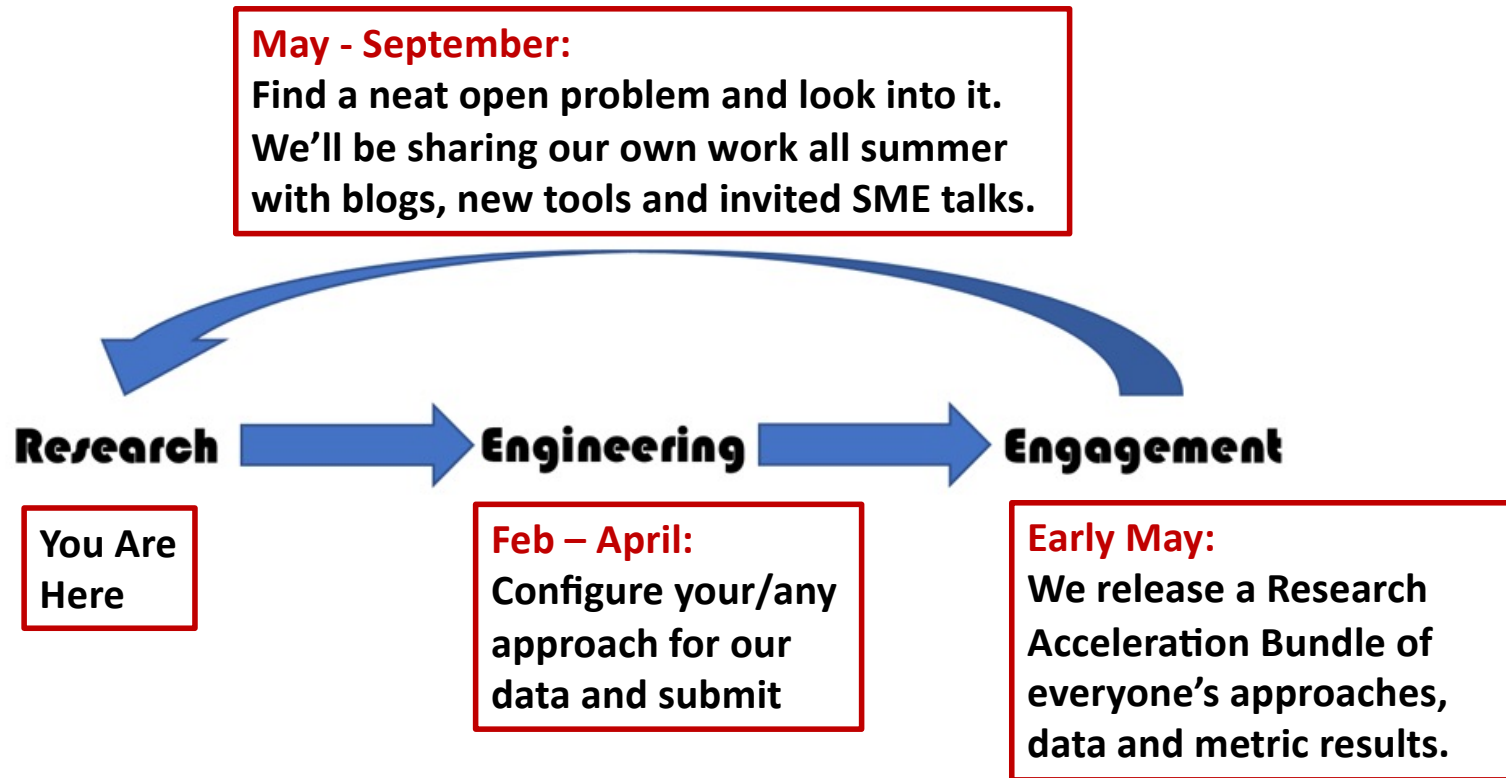 May - September:
Find a neat open problem and look into it.
We’ll be sharing our own work all summer
with blogs, new tools and invited SME talks.
Research
Engineering
Engagement
You Are
Here
Feb – April:
Configure your/any
approach for our
data and submit
Early May:
We release a Research
Acceleration Bundle of
everyone’s approaches,
data and metric results.